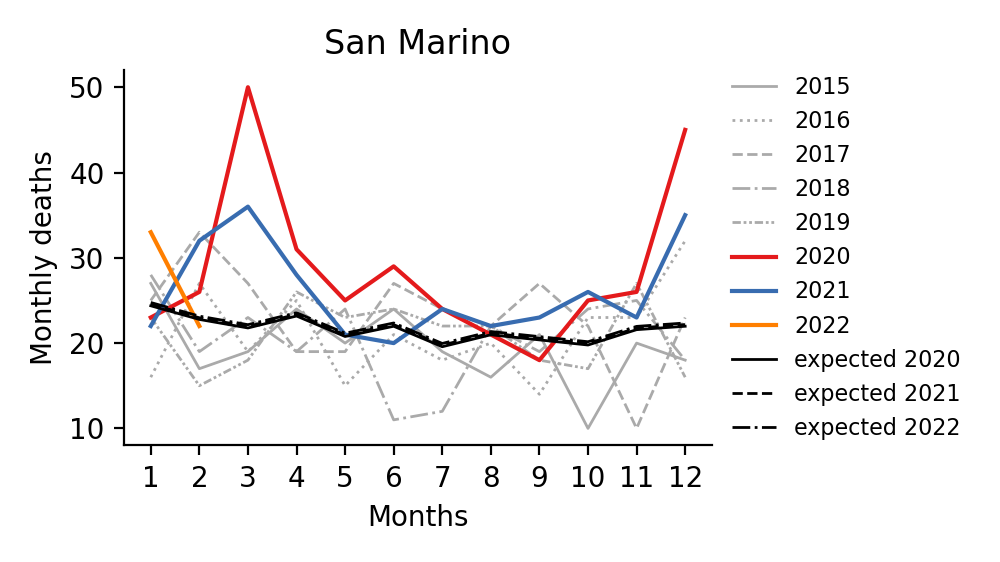 San Marino
Monthly deaths
50
40
30
20
10
1 2 3 4 5 6 7 8 9 10 11 12
Months
2015
2016
2017
2018
2019
2020
2021
2022
expected 2020
expected 2021
expected 2022